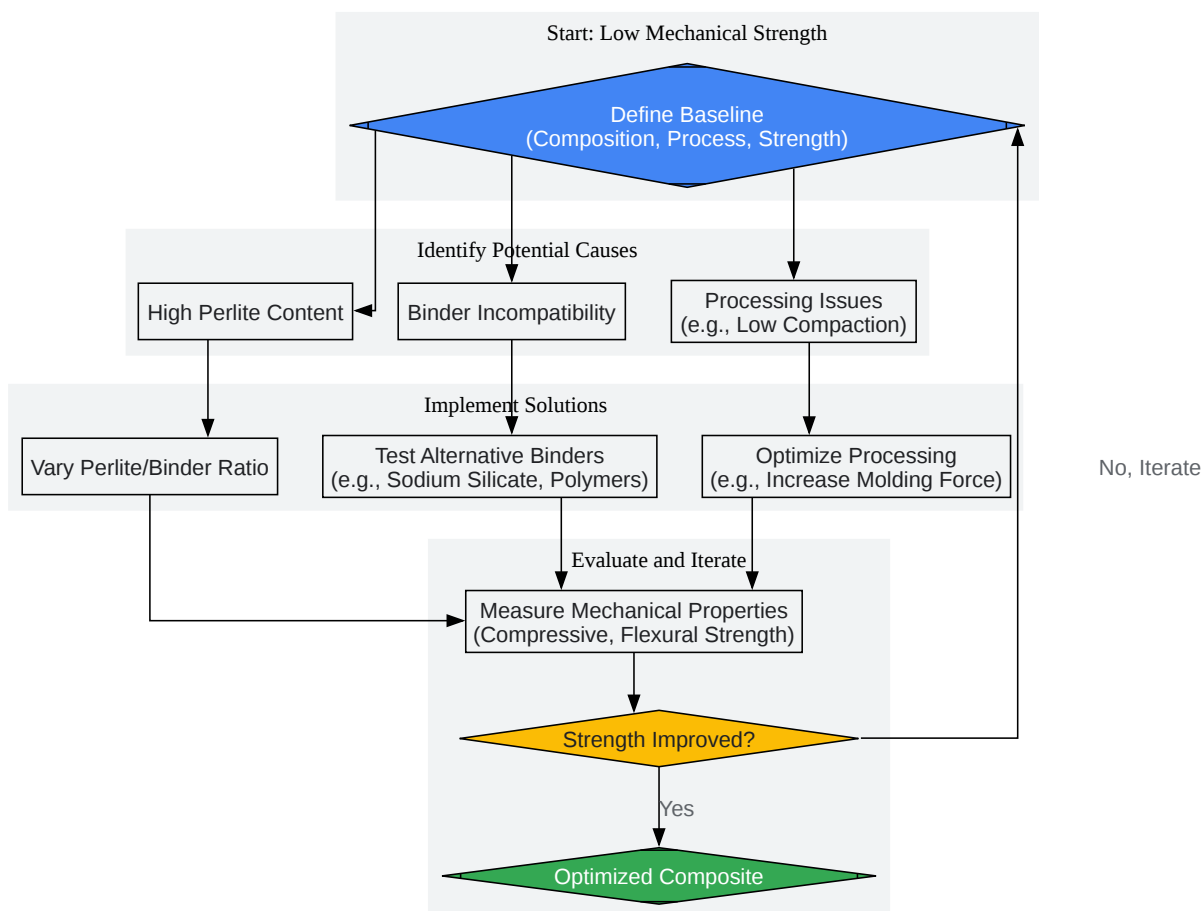 Start: Low Mechanical Strength
Define Baseline
(Composition, Process, Strength)
Identify Potential Causes
High Perlite Content
Binder Incompatibility
Processing Issues
(e.g., Low Compaction)
Implement Solutions
Vary Perlite/Binder Ratio
Test Alternative Binders
(e.g., Sodium Silicate, Polymers)
Optimize Processing
(e.g., Increase Molding Force)
No, Iterate
Evaluate and Iterate
Measure Mechanical Properties
(Compressive, Flexural Strength)
Strength Improved?
Yes
Optimized Composite